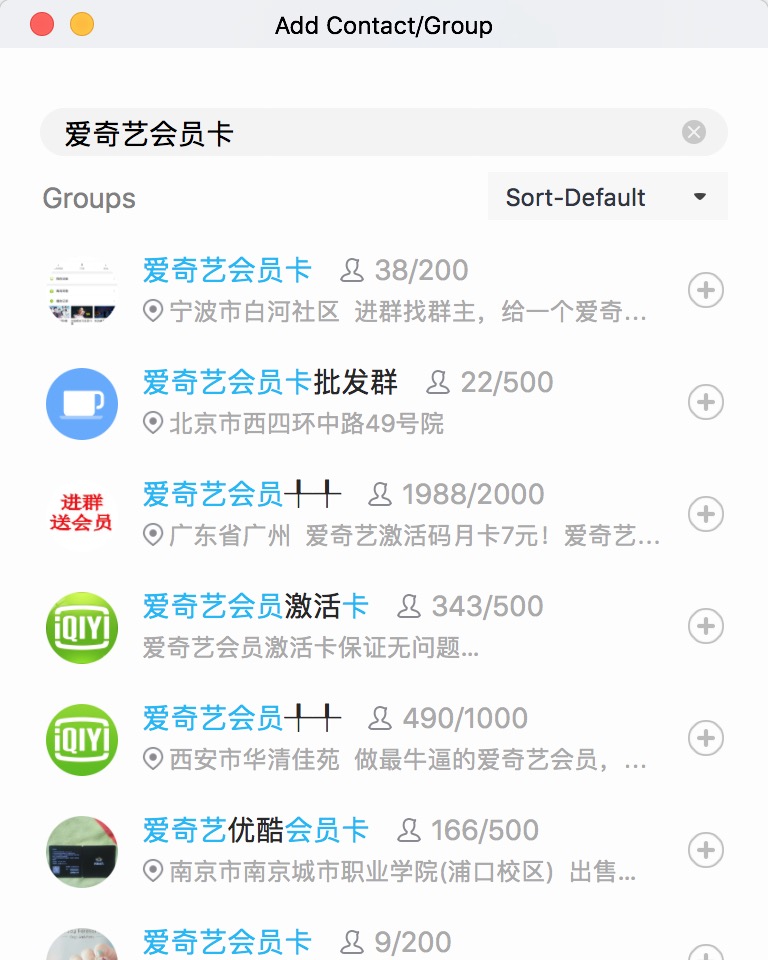 Add Contact/Group
爱奇艺会员卡
Groups
Sort-Default
爱奇艺会员卡 38/200
宁波市白河社区 进群找群主，给一个爱奇...
爱奇艺会员卡批发群 22/500
北京市西四环中路49号院
进群
送会员
爱奇艺会员╀╀ 1988/2000
广东省广州 爱奇艺激活码月卡7元！爱奇艺...
iQIYI
爱奇艺会员激活卡 343/500
爱奇艺会员激活卡保证无问题...
iQIYI
爱奇艺会员╀╀ 490/1000
西安市华清佳苑 做最牛逼的爱奇艺会员，...
爱奇艺优酷会员卡 166/500
南京市南京城市职业学院(浦口校区) 出售...
爱奇艺会员卡 9/200